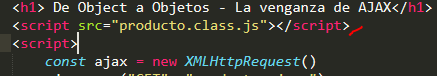 <h1> De Object a Objetos - La venganza de AJAX</h1>
<script src="producto.class.js"></script>
<script>
const ajax = new XMLHttpRequest()